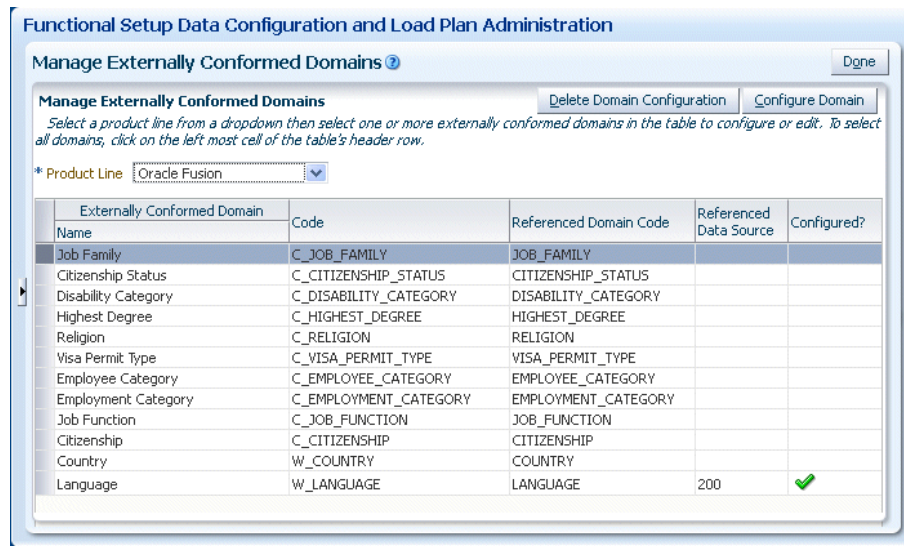 Functional Setup Data Configuration and Load Plan Administration
Manage Externally Conformed Domains ?
Done
Manage Externally Conformed Domains
Delete Domain Configuration
Configure Domain
Select a product line from a dropdown then select one or more externally conformed domains in the table to configure or edit. To select
all domains, click on the left most cell of the table's header row.
* Product Line Oracle Fusion
Externally Conformed Domain
Name
Code
Referenced Domain Code
Referenced
Data Source
Configured?
Job Family C_JOB_FAMILY JOB_FAMILY
Citizenship Status C_CITIZENSHIP_STATUS CITIZENSHIP_STATUS
Disability Category C_DISABILITY_CATEGORY DISABILITY_CATEGORY
Highest Degree C_HIGHEST_DEGREE HIGHEST_DEGREE
Religion C_RELIGION RELIGION
Visa Permit Type C_VISA_PERMIT_TYPE VISA_PERMIT_TYPE
Employee Category C_EMPLOYEE_CATEGORY EMPLOYEE_CATEGORY
Employment Category C_EMPLOYMENT_CATEGORY EMPLOYMENT_CATEGORY
Job Function C_JOB_FUNCTION JOB_FUNCTION
Citizenship C_CITIZENSHIP CITIZENSHIP
Country W_COUNTRY COUNTRY
Language W_LANGUAGE LANGUAGE 200